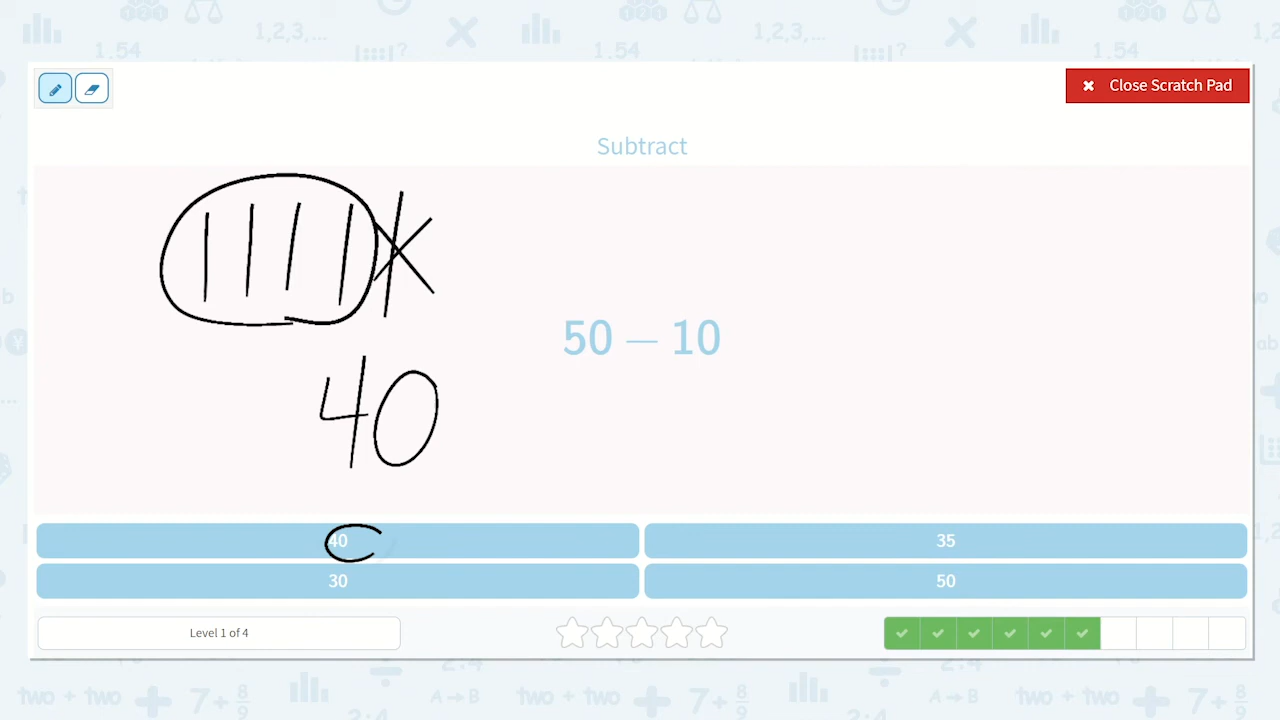 Close Scratch Pad
Subtract
50 — 10
40
40
35
30
50
Level 1 of 4